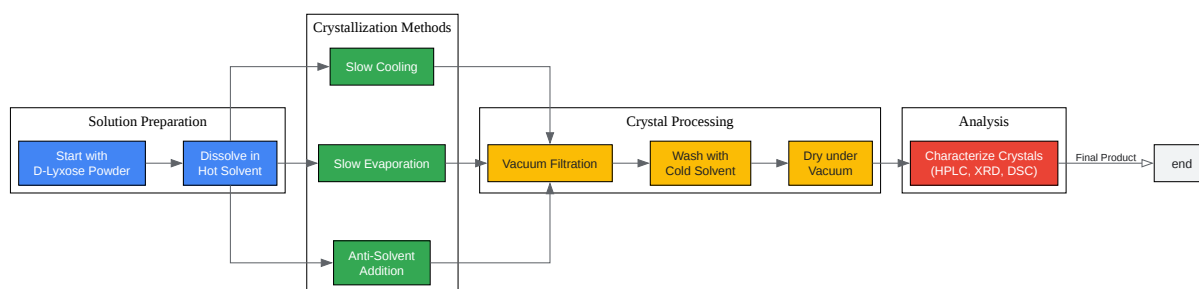 Crystallization Methods
Slow Cooling
Solution Preparation
Crystal Processing
Analysis
Start with
D-Lyxose Powder
Dissolve in
Hot Solvent
Slow Evaporation
Vacuum Filtration
Wash with
Cold Solvent
Dry under
Vacuum
Characterize Crystals
(HPLC, XRD, DSC)
Final Product
end
Anti-Solvent
Addition